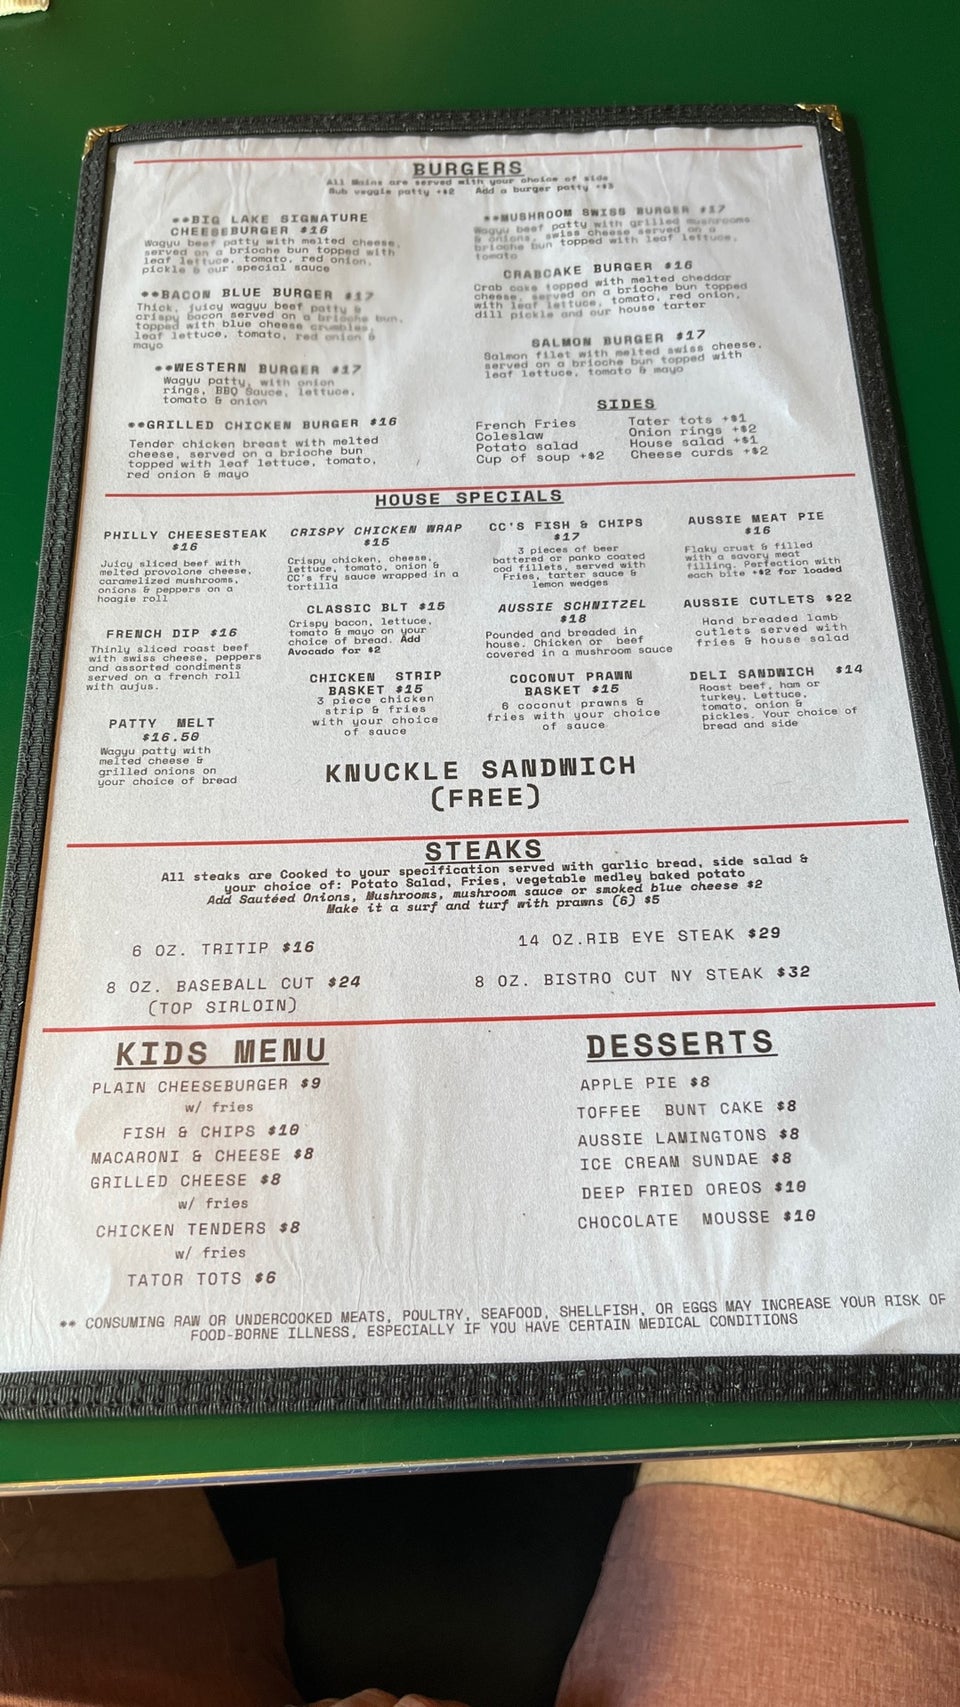 BURGERS
All Mains are served with your choice of side
Sub veggie patty +$2 Add a burger patty +$3
**BIG LAKE SIGNATURE
CHEESEBURGER $16
Wagyu beef patty with melted cheese,
served on a brioche bun topped with
leaf lettuce, tomato, red onion,
pickle & our special sauce
**BACON BLUE BURGER $17
Thick, juicy wagyu beef patty &
crispy bacon served on a brioche bun,
topped with blue cheese crumbles,
leaf lettuce, tomato, red onion &
mayo
**WESTERN BURGER $17
Wagyu patty, with onion
rings, BBQ Sauce, lettuce,
tomato & onion
**GRILLED CHICKEN BURGER $16
Tender chicken breast with melted
cheese, served on a brioche bun
topped with leaf lettuce, tomato,
red onion & mayo
**MUSHROOM SWISS BURGER $17
Wagyu beef patty with grilled mushrooms
& onions, swiss cheese served on a
brioche bun topped with leaf lettuce,
tomato
CRABCAKE BURGER $16
Crab cake topped with melted cheddar
cheese, served on a brioche bun topped
with leaf lettuce, tomato, red onion,
dill pickle and our house tarter
SALMON BURGER $17
Salmon filet with melted swiss cheese,
served on a brioche bun topped with
leaf lettuce, tomato & mayo
SIDES
French Fries
Coleslaw
Potato salad
Cup of soup +$2
Tater tots +$1
Onion rings +$2
House salad +$1
Cheese curds +$2
HOUSE SPECIALS
PHILLY CHEESESTEAK
$16
Juicy sliced beef with
melted provolone cheese,
caramelized mushrooms,
onions & peppers on a
hoagie roll
FRENCH DIP $16
Thinly sliced roast beef
with swiss cheese, peppers
and assorted condiments
served on a french roll
with aujus.
PATTY MELT
$16.50
Wagyu patty with
melted cheese &
grilled onions on
your choice of bread
CRISPY CHICKEN WRAP
$15
Crispy chicken, cheese,
lettuce, tomato, onion &
CC's fry sauce wrapped in a
tortilla
CLASSIC BLT $15
Crispy bacon, lettuce,
tomato & mayo on your
choice of bread. Add
Avocado for $2
CHICKEN STRIP
BASKET $15
3 piece chicken
strip & fries
with your choice
of sauce
CC'S FISH & CHIPS
$17
3 pieces of beer
battered or panko coated
cod fillets, served with
Fries, tarter sauce &
lemon wedges
AUSSIE SCHNITZEL
$18
Pounded and breaded in
house. Chicken or beef
covered in a mushroom sauce
COCONUT PRAWN
BASKET $15
6 coconut prawns &
fries with your choice
of sauce
AUSSIE MEAT PIE
$16
Flaky crust & filled
with a savory meat
filling. Perfection with
each bite +$2 for loaded
AUSSIE CUTLETS $22
Hand breaded lamb
cutlets served with
fries & house salad
DELI SANDWICH $14
Roast beef, ham or
turkey. Lettuce,
tomato, onion &
pickles. Your choice of
bread and side
KNUCKLE SANDWICH
(FREE)
STEAKS
All steaks are Cooked to your specification served with garlic bread, side salad &
your choice of: Potato Salad, Fries, vegetable medley baked potato
Add Sautéed Onions, Mushrooms, mushroom sauce or smoked blue cheese $2
Make it a surf and turf with prawns (6) $5
6 OZ. TRITIP $16
8 OZ. BASEBALL CUT $24
(TOP SIRLOIN)
14 OZ.RIB EYE STEAK $29
8 OZ. BISTRO CUT NY STEAK $32
KIDS MENU
PLAIN CHEESEBURGER $9
w/ fries
FISH & CHIPS $10
MACARONI & CHEESE $8
GRILLED CHEESE $8
w/ fries
CHICKEN TENDERS $8
w/ fries
TATOR TOTS $6
DESSERTS
APPLE PIE $8
TOFFEE BUNT CAKE $8
AUSSIE LAMINGTONS $8
ICE CREAM SUNDAE $8
DEEP FRIED OREOS $10
CHOCOLATE MOUSSE $10
** CONSUMING RAW OR UNDERCOOKED MEATS, POULTRY, SEAFOOD, SHELLFISH, OR EGGS MAY INCREASE YOUR RISK OF
FOOD-BORNE ILLNESS, ESPECIALLY IF YOU HAVE CERTAIN MEDICAL CONDITIONS